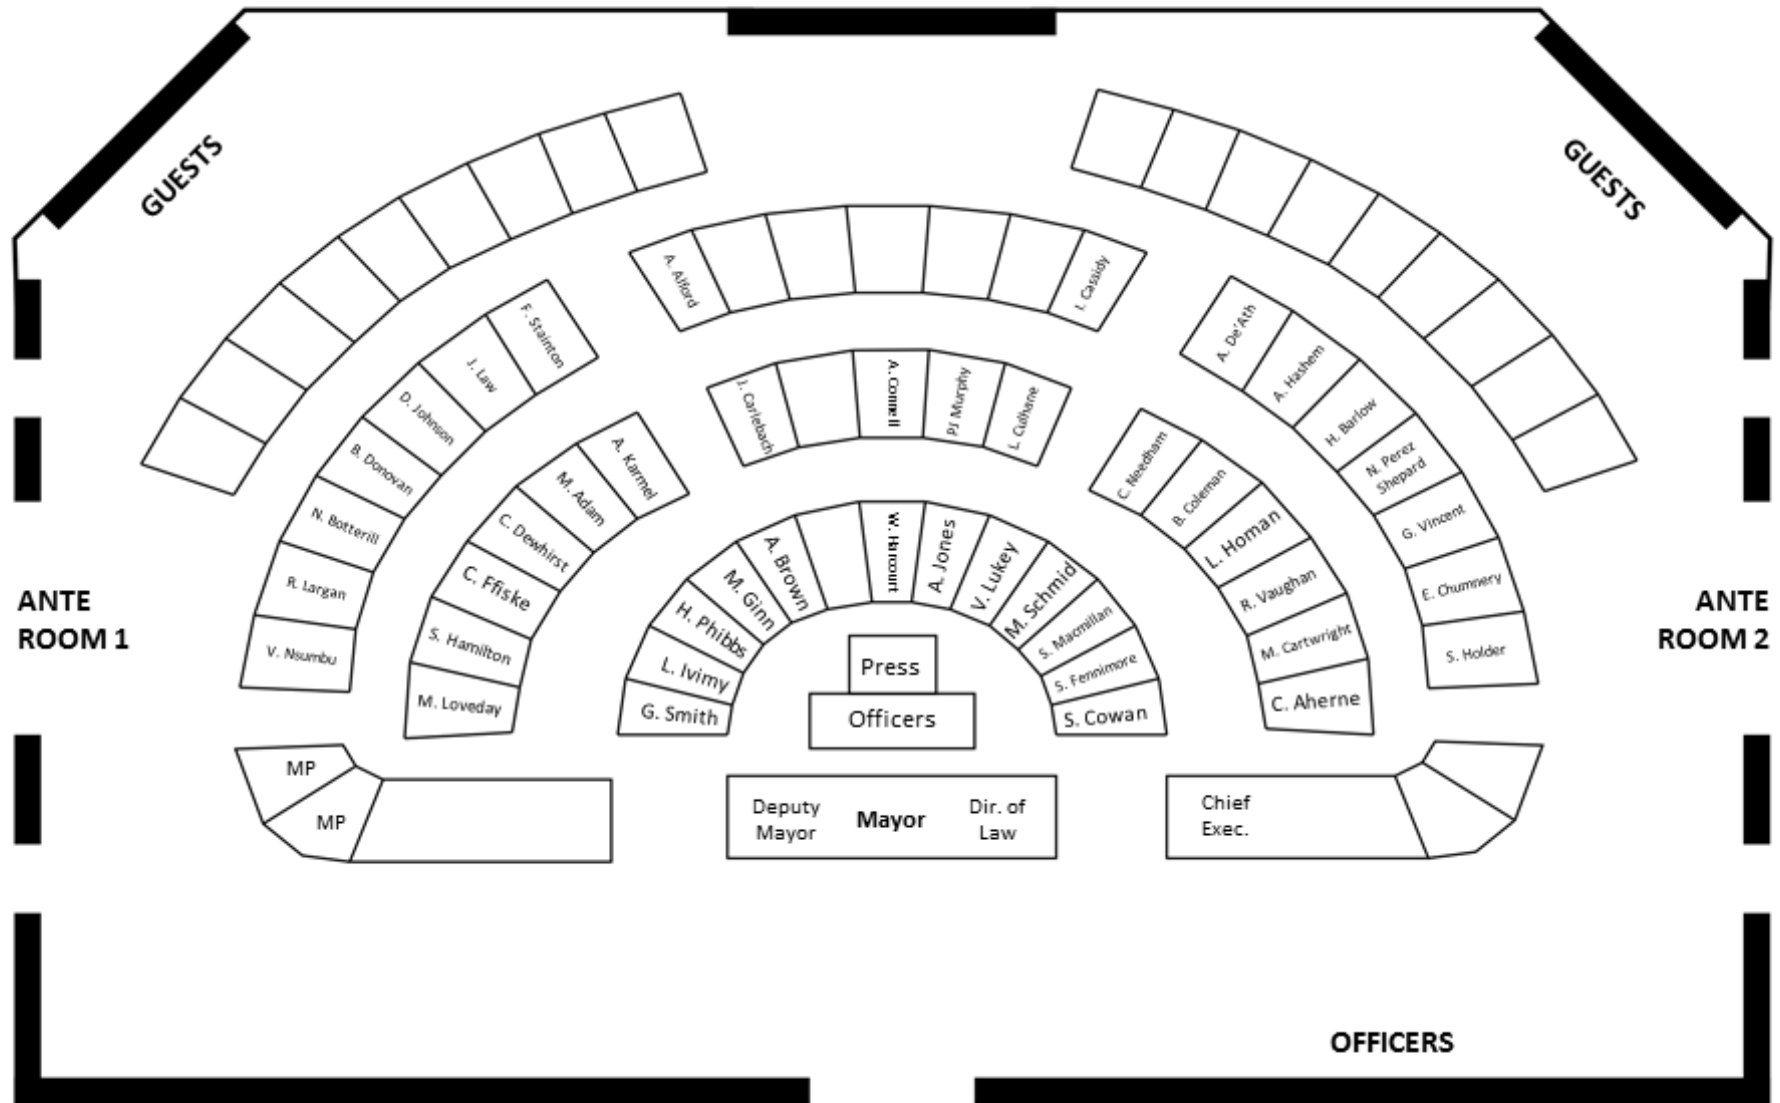 GUESTS
GUESTS
A. Alford
I. Cassidy
F. Stainton
J. Law
D. Johnson
B. Donovan
N. Botterill
R. Largan
V. Nsumbu
A. De'Ath
A. Hashem
H. Barlow
N. Perez
Shepard
G. Vincent
E. Chumnery
S. Holder
J. Carlebach
A. Connell
PJ Murphy
L. Culhane
A. Karmel
M. Adam
C. Dewhirst
C. Ffiske
S. Hamilton
M. Loveday
C. Needham
B. Coleman
L. Homan
R. Vaughan
M. Cartwright
C. Aherne
G. Smith
L. Ivimy
H. Phibbs
M. Ginn
A. Brown
W. Harcourt
A. Jones
V. Lukey
M. Schmid
S. Macmillan
S. Fennimore
S. Cowan
ANTE
ROOM 1
ANTE
ROOM 2
Press
Officers
MP
MP
Deputy
Mayor
Mayor
Dir. of
Law
Chief
Exec.
OFFICERS